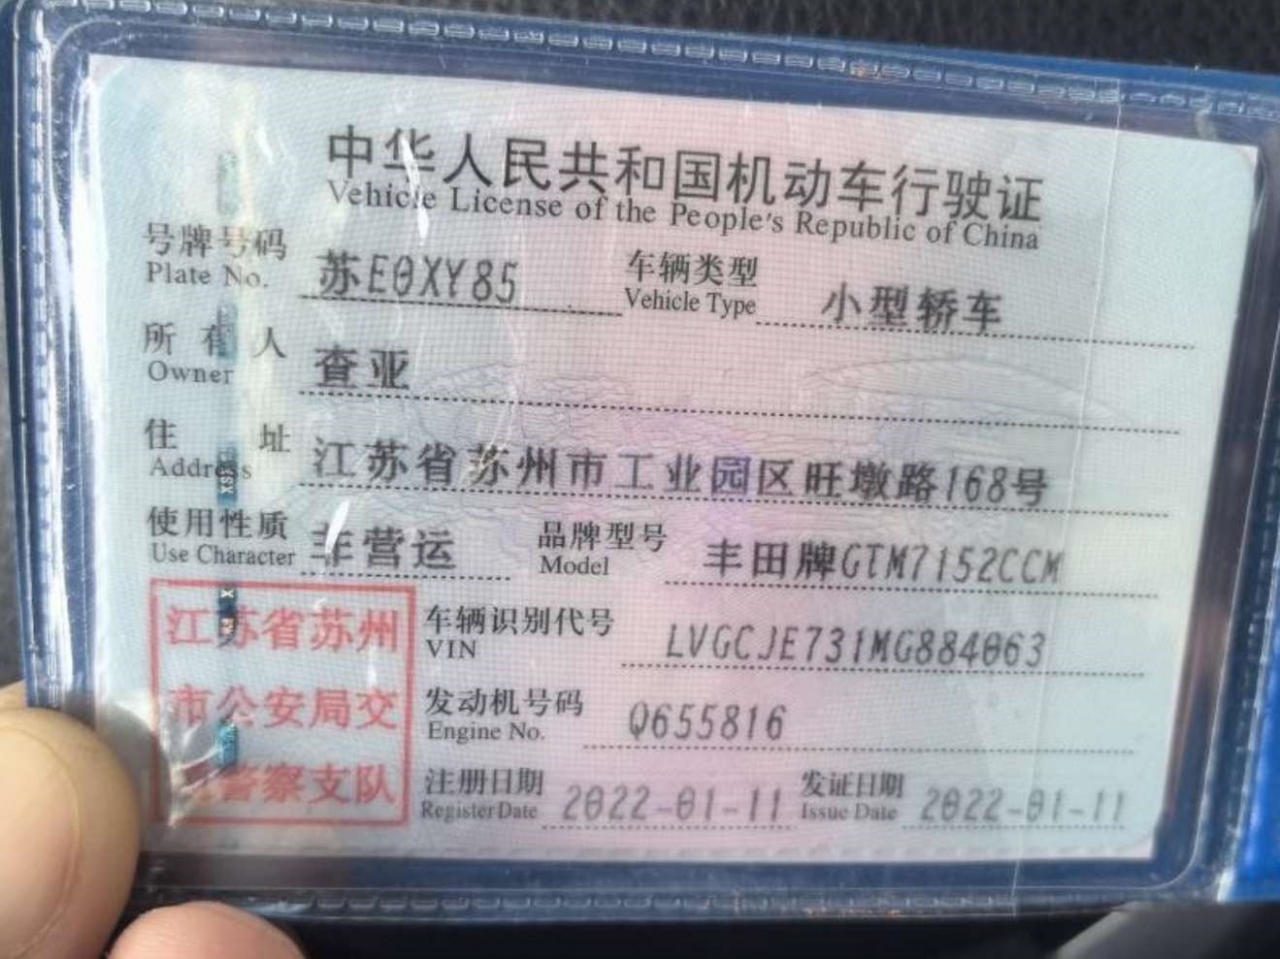 中华人民共和国机动车行驶证
Vehicle License of the People's Republic of China
号牌号码 苏E0XY85 车辆类型 小型轿车
Plate No. Vehicle Type
所有人 查亚
Owner
住址 江苏省苏州市工业园区旺墩路168号
Address
使用性质 非营运 品牌型号 丰田牌GTM7152CCM
Use Character Model
江苏省苏州
市公安局交
警察支队
车辆识别代号 LVGCJE731MG884063
VIN
发动机号码 Q655816
Engine No.
注册日期 2022-01-11 发证日期 2022-01-11
Register Date Issue Date